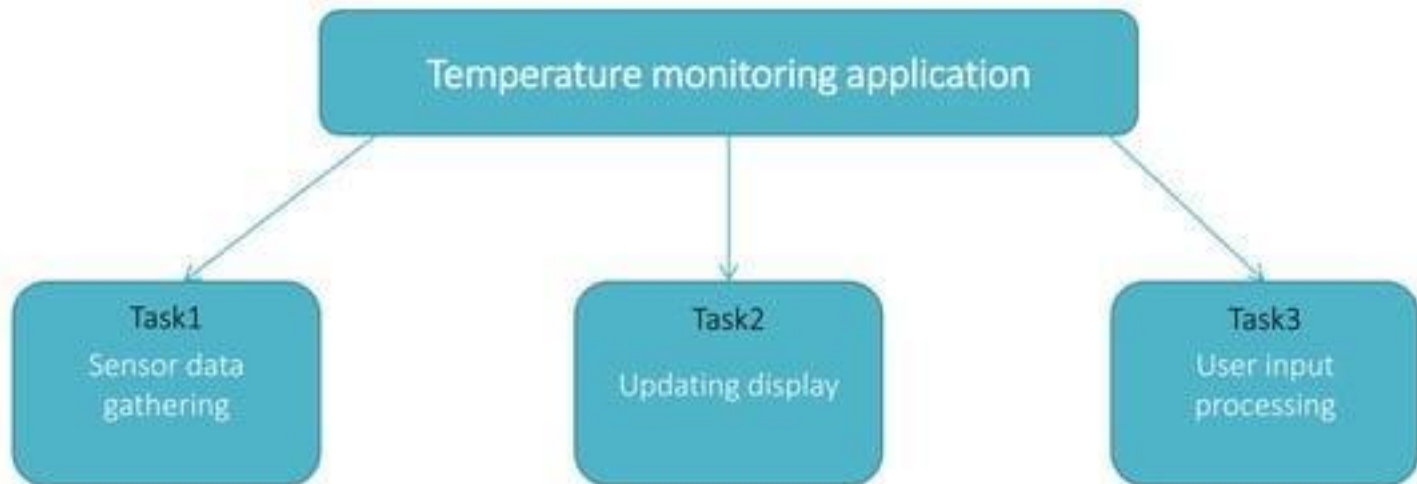 Temperature monitoring application
Task1
Sensor data
gathering
Task2
Updating display
Task3
User input
processing